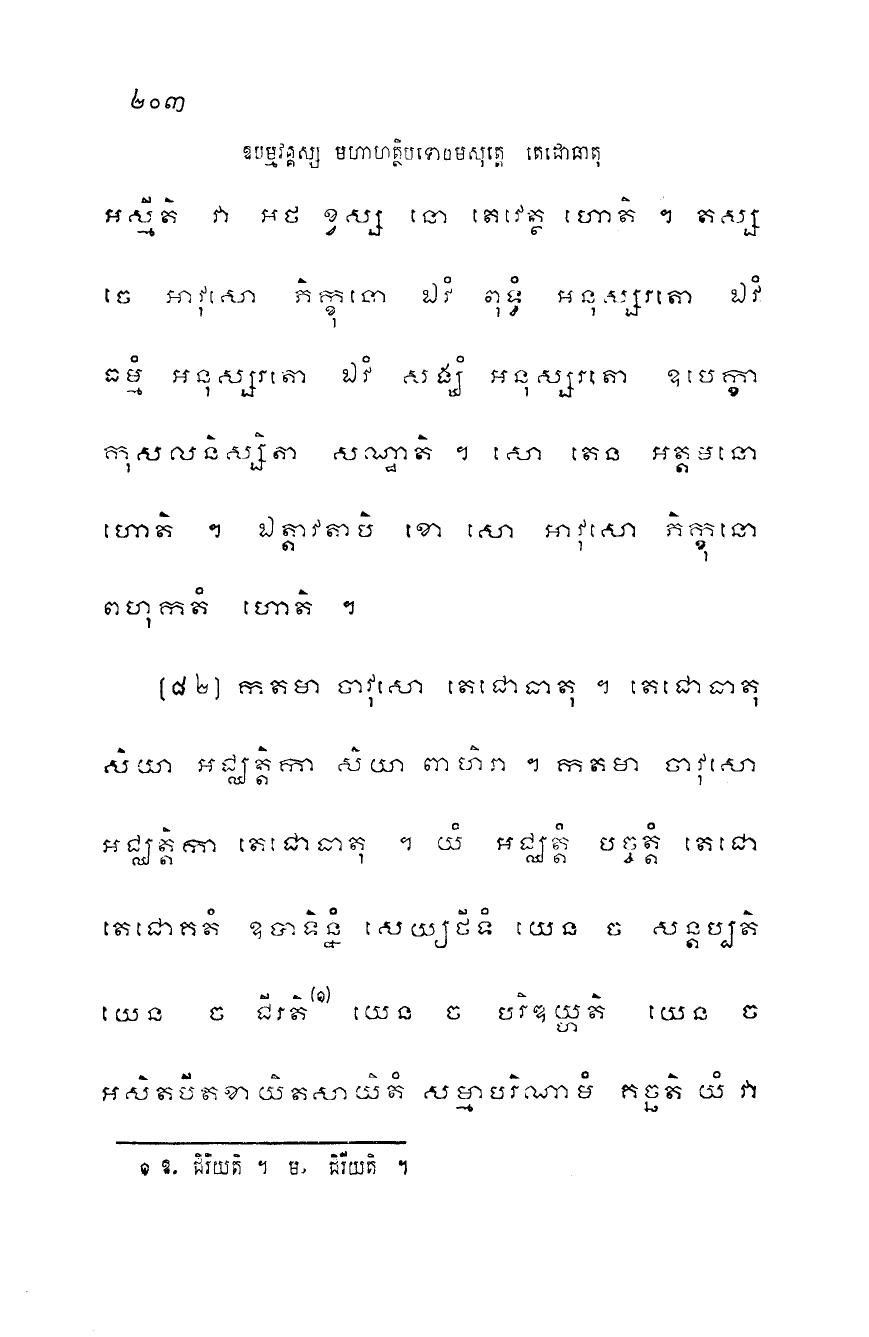 ២០៣
ឱបម្មវគ្គស្ស មហាហត្ថិបទោបមសុត្តេ តេជោធាតុ
អស្មីតិ វា អថ ខ្វស្ស នោ តេវេត្ថ ហោតិ ។ តស្ស
ចេ អាវុសោ ភិក្ខុនោ ឯវំ ពុទ្ធំ អនុស្សរតោ ឯវំ
ធម្មំ អនុស្សរតោ ឯវំ សង្ឃំ អនុស្សរតោ ឧបេក្ខា
កុសលនិស្សិតា សណ្ឋាតិ ។ សោ តេន អត្តមនោ
ហោតិ ។ ឯត្តាវតាបិ ខោ សោ អាវុសោ ភិក្ខុនោ
ពហុកតំ ហោតិ ។
[៨២] កតមា ចាវុសោ តេជោធាតុ ។ តេជោធាតុ
សិយា អជ្ឈត្តិកា សិយា ពាហិរា ។ កតមា ចាវុសោ
អជ្ឈត្តិកា តេជោធាតុ ។ យំ អជ្ឈត្តំ បច្ចត្តំ តេជោ
តេជោគតំ ឧបាទិន្នំ សេយ្យថីទំ យេន ច សន្តប្បតិ
យេន ច ជីរតិ(១) យេន ច បរិឌយ្ហតិ យេន ច
អសិតបីតខាយិតសាយិតំ សម្មាបរិណាមំ គច្ឆតិ យំ វា
១ ឱ. ជិរិយតិ ។ ម. ជិរីយតិ ។